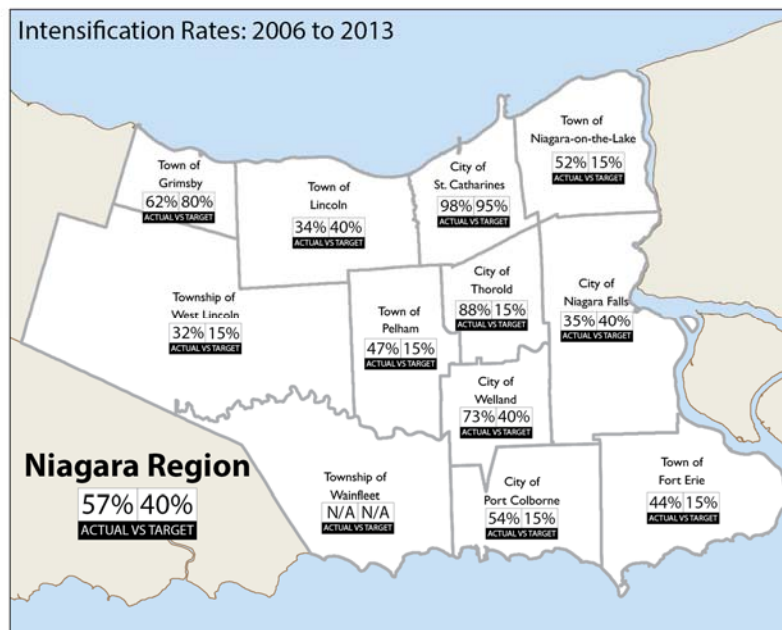 Intensification Rates: 2006 to 2013
Town of
Niagara-on-the-Lake
52% 15%
ACTUAL VS TARGET
Town of
Grimsby
62% 80%
ACTUAL VS TARGET
Town of
Lincoln
34% 40%
ACTUAL VS TARGET
City of
St. Catharines
98% 95%
ACTUAL VS TARGET
Township of
West Lincoln
32% 15%
ACTUAL VS TARGET
Town of
Pelham
47% 15%
ACTUAL VS TARGET
City of
Thorold
88% 15%
ACTUAL VS TARGET
City of
Niagara Falls
35% 40%
ACTUAL VS TARGET
City of
Welland
73% 40%
ACTUAL VS TARGET
Niagara Region
57% 40%
ACTUAL VS TARGET
Township of
Wainfleet
N/A N/A
ACTUAL VS TARGET
City of
Port Colborne
54% 15%
ACTUAL VS TARGET
Town of
Fort Erie
44% 15%
ACTUAL VS TARGET